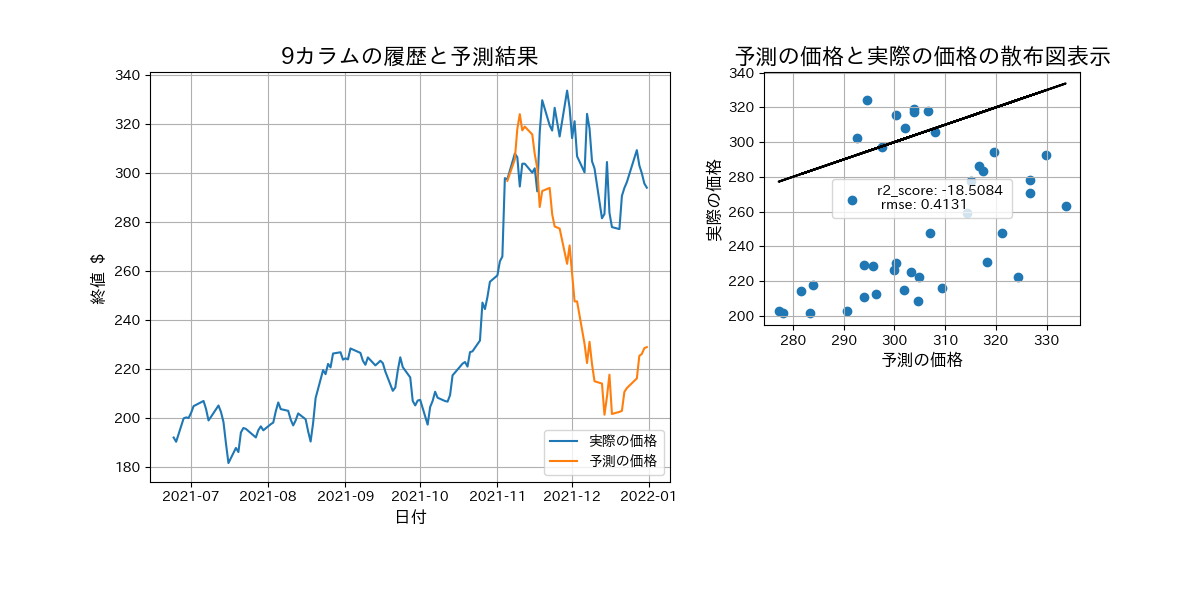 9カラムの履歴と予測結果
340
320
300
280
260
240
220
200
180
終値 $
2021-07 2021-08 2021-09 2021-10 2021-11 2021-12 2022-01
日付
実際の価格
予測の価格
予測の価格と実際の価格の散布図表示
340
320
300
280
260
240
220
200
実際の価格
r2_score: -18.5084
rmse: 0.4131
280 290 300 310 320 330
予測の価格